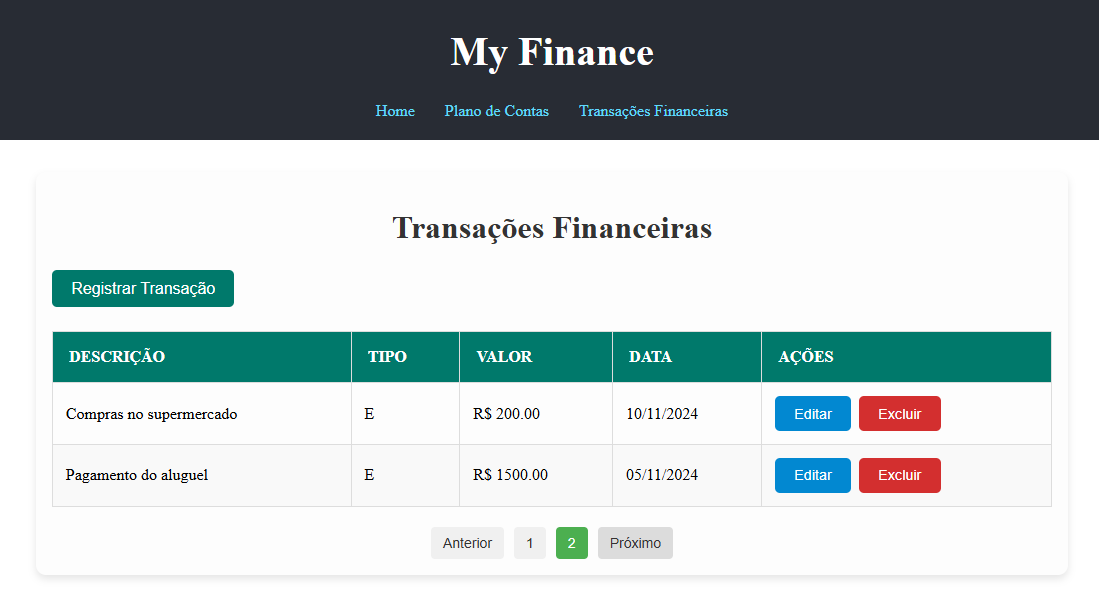 My Finance
Home Plano de Contas Transações Financeiras
Transações Financeiras
Registrar Transação
DESCRIÇÃO TIPO VALOR DATA AÇÕES
Compras no supermercado E R$ 200.00 10/11/2024 Editar Excluir
Pagamento do aluguel E R$ 1500.00 05/11/2024 Editar Excluir
Anterior 1 2 Próximo